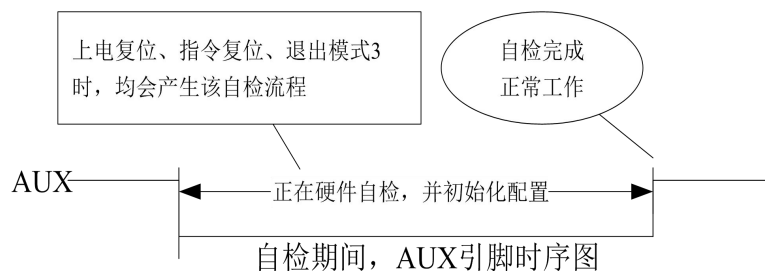 上电复位、指令复位、退出模式3
时，均会产生该自检流程
自检完成
正常工作
AUX
正在硬件自检，并初始化配置
自检期间，AUX引脚时序图